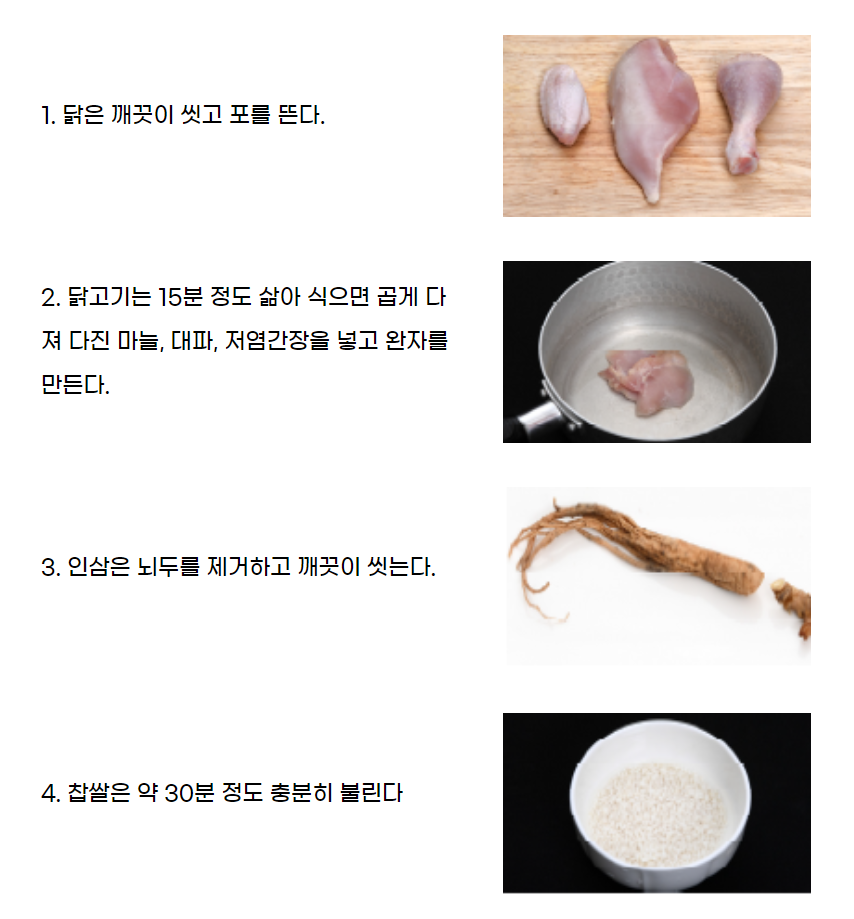 1. 닭은 깨끗이 씻고 포를 뜬다.
2. 닭고기는 15분 정도 삶아 식으면 곱게 다
져 다진 마늘, 대파, 저염간장을 넣고 완자를
만든다.
3. 인삼은 뇌두를 제거하고 깨끗이 씻는다.
4. 찹쌀은 약 30분 정도 충분히 불린다